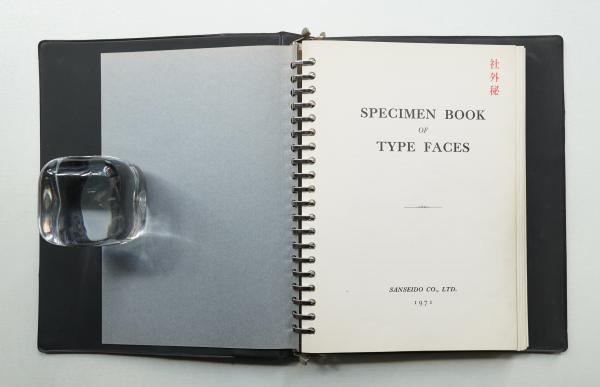 社外秘
SPECIMEN BOOK
OF
TYPE FACES
SANSEIDO CO., LTD.
1971